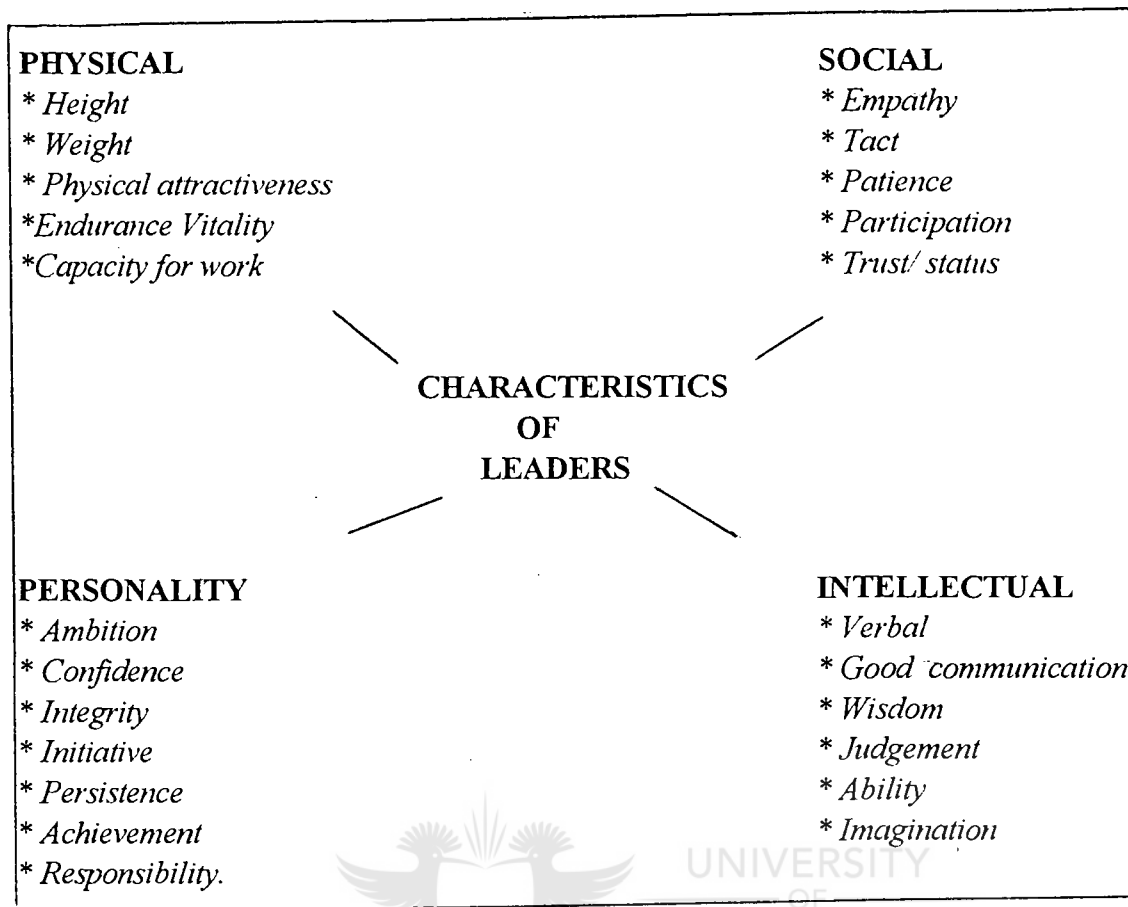 PHYSICAL
* Height
* Weight
* Physical attractiveness
*Endurance Vitality
*Capacity for work
SOCIAL
* Empathy
* Tact
* Patience
* Participation
* Trust/ status
CHARACTERISTICS
OF
LEADERS
PERSONALITY
* Ambition
* Confidence
* Integrity
* Initiative
* Persistence
* Achievement
* Responsibility.
INTELLECTUAL
* Verbal
* Good communication
* Wisdom
* Judgement
* Ability
* Imagination
UNIVERSITY
OF